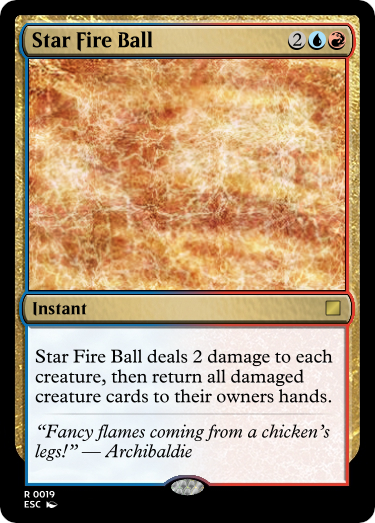 Star Fire Ball 2
Instant
Star Fire Ball deals 2 damage to each
creature, then return all damaged
creature cards to their owners hands.
“Fancy flames coming from a chicken’s
legs!” — Archibaldie
R 0019
ESC